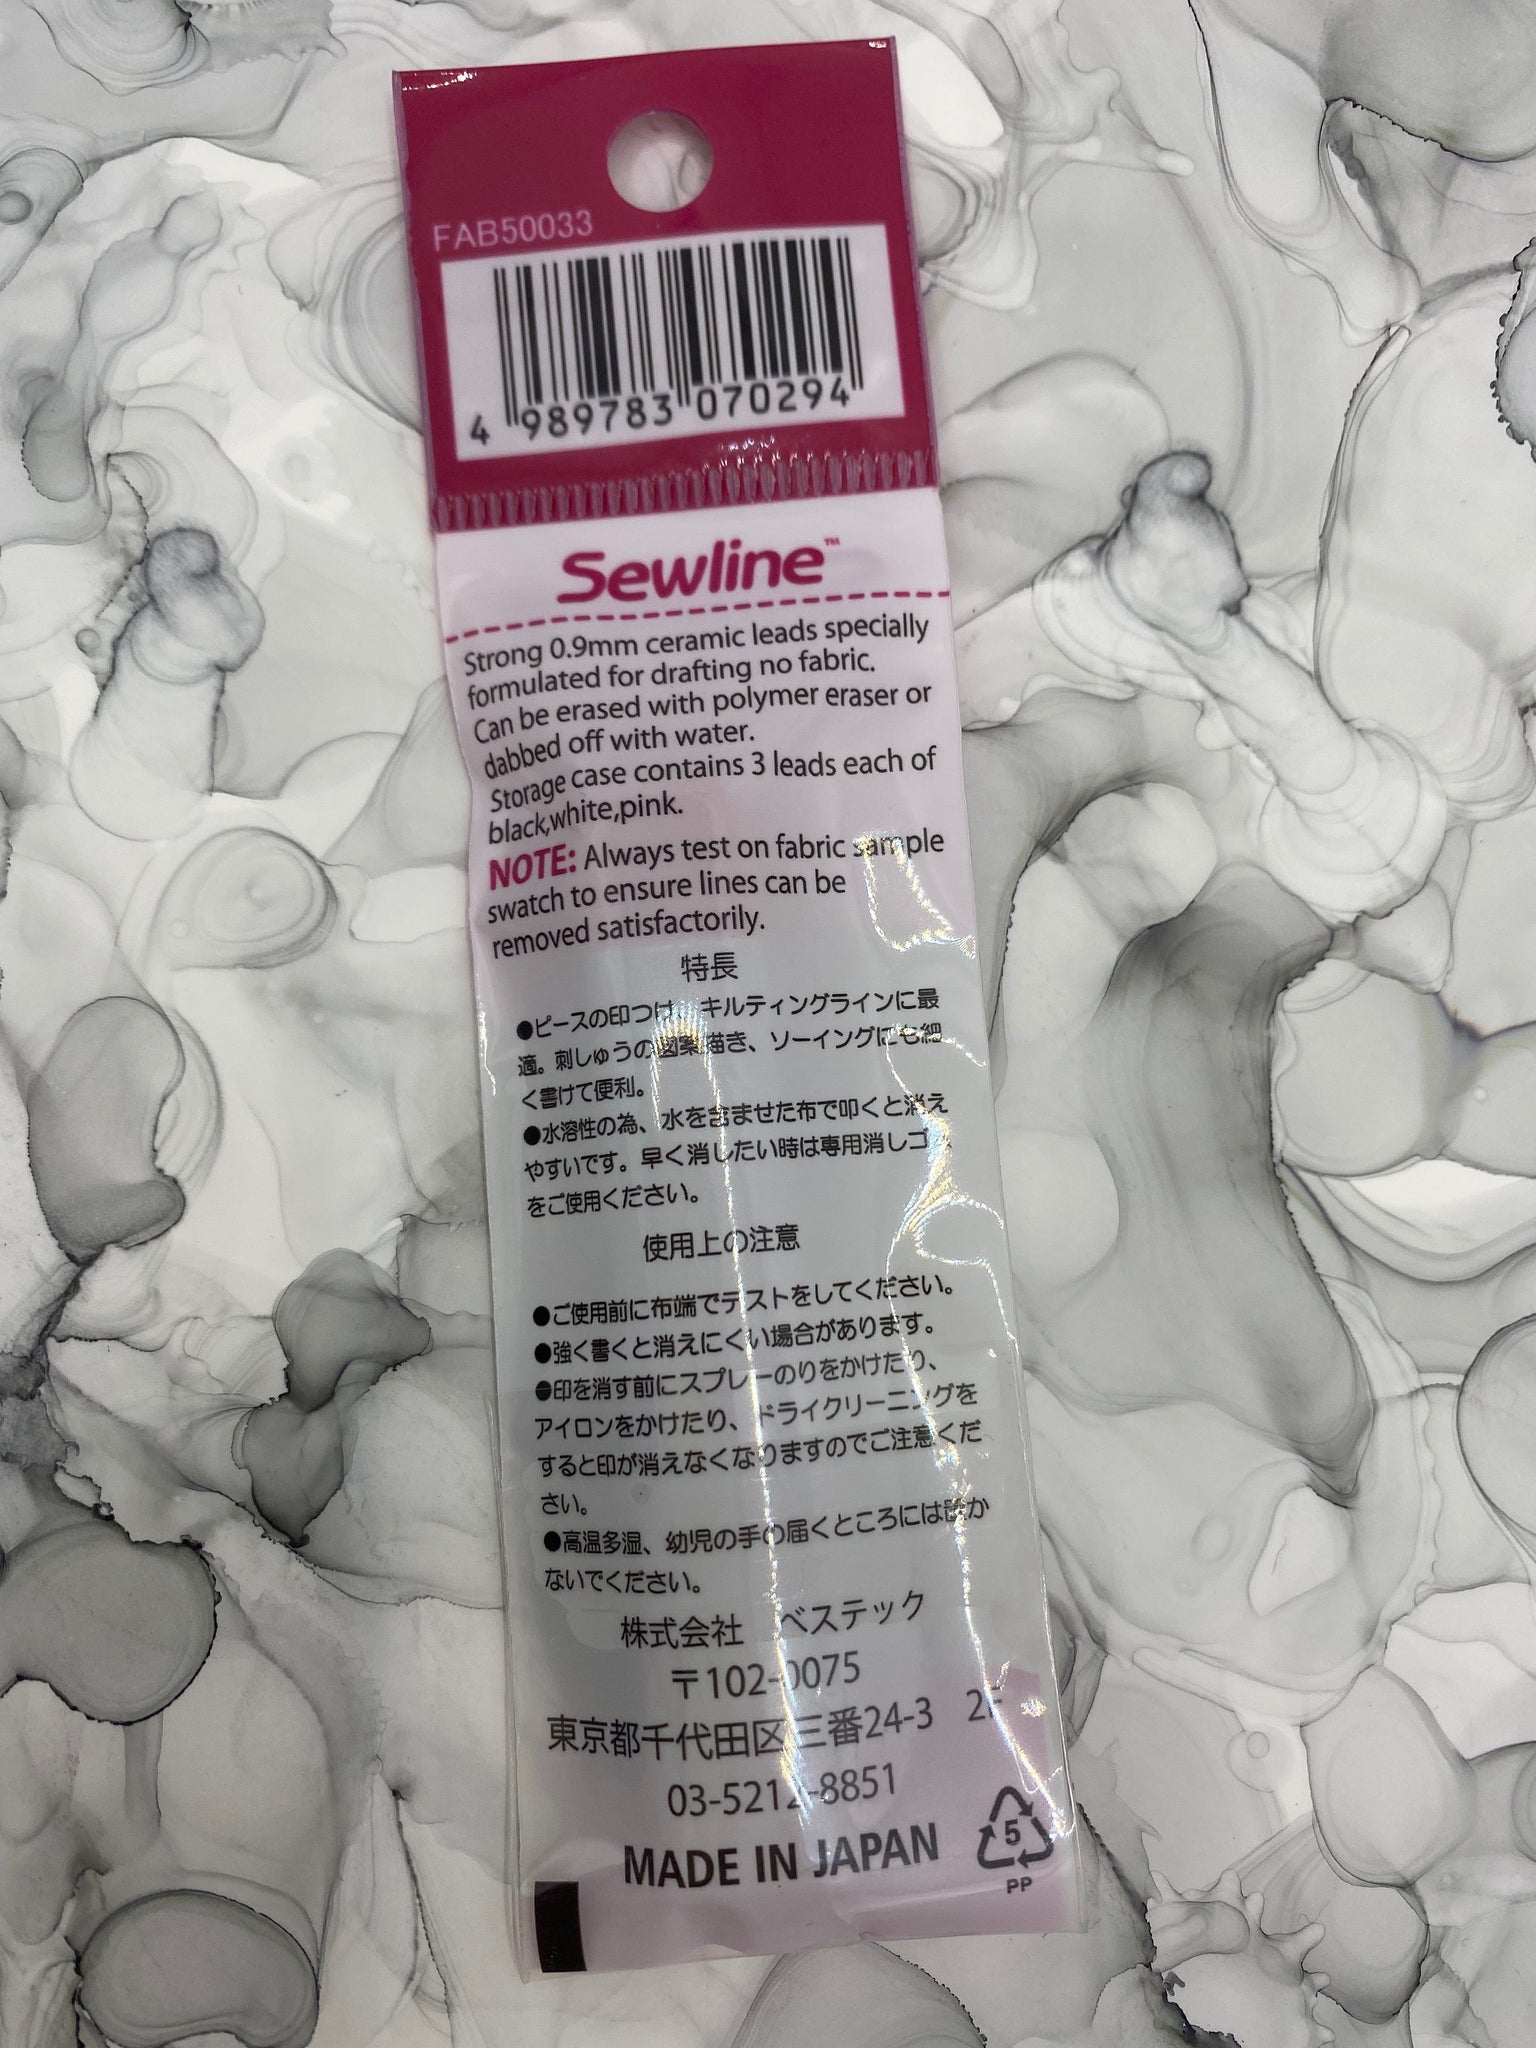 FAB50033
4 989783 070294
Sewline™
Strong 0.9mm ceramic leads specially
formulated for drafting no fabric.
Can be erased with polymer eraser or
dabbed off with water.
Storage case contains 3 leads each of
black,white,pink.
NOTE: Always test on fabric sample
swatch to ensure lines can be
removed satisfactorily.
特長
●ピースの印つけ、キルティングラインに最
適。刺しゅうの図案描き、ソーイングにも細
く書けて便利。
●水溶性の為、水を含ませた布で叩くと消え
やすいです。早く消したい時は専用消しゴム
をご使用ください。
使用上の注意
●ご使用前に布端でテストをしてください。
●強く書くと消えにくい場合があります。
●印を消す前にスプレーのりをかけたり、
アイロンをかけたり、ドライクリーニングを
すると印が消えなくなりますのでご注意くだ
さい。
●高温多湿、幼児の手の届くところには置か
ないでください。
株式会社 ベステック
〒102-0075
東京都千代田区三番24-3 2F
03-5212-8851
MADE IN JAPAN
5
PP